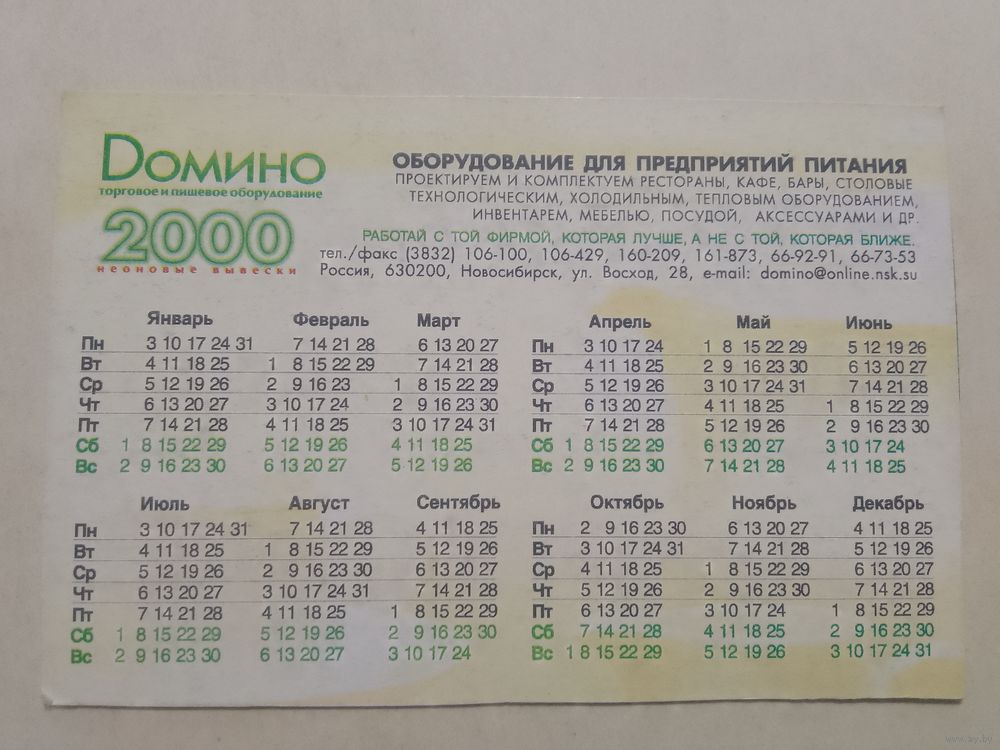 Домино
торговое и пищевое оборудование
2000
неоновые вывески
ОБОРУДОВАНИЕ ДЛЯ ПРЕДПРИЯТИЙ ПИТАНИЯ
ПРОЕКТИРУЕМ И КОМПЛЕКТУЕМ РЕСТОРАНЫ, КАФЕ, БАРЫ, СТОЛОВЫЕ
ТЕХНОЛОГИЧЕСКИМ, ХОЛОДИЛЬНЫМ, ТЕПЛОВЫМ ОБОРУДОВАНИЕМ,
ИНВЕНТАРЕМ, МЕБЕЛЬЮ, ПОСУДОЙ, АКСЕССУАРАМИ И ДР.
РАБОТАЙ С ТОЙ ФИРМОЙ, КОТОРАЯ ЛУЧШЕ, А НЕ С ТОЙ, КОТОРАЯ БЛИЖЕ.
тел./факс (3832) 106-100, 106-429, 160-209, 161-873, 66-92-91, 66-73-53
Россия, 630200, Новосибирск, ул. Восход, 28, e-mail: domino@online.nsk.su
Январь Февраль Март Апрель Май Июнь
Пн 3 10 17 24 31 7 14 21 28 6 13 20 27 Пн 3 10 17 24 1 8 15 22 29 5 12 19 26
Вт 4 11 18 25 1 8 15 22 29 7 14 21 28 Вт 4 11 18 25 2 9 16 23 30 6 13 20 27
Ср 5 12 19 26 2 9 16 23 1 8 15 22 29 Ср 5 12 19 26 3 10 17 24 31 7 14 21 28
Чт 6 13 20 27 3 10 17 24 2 9 16 23 30 Чт 6 13 20 27 4 11 18 25 1 8 15 22 29
Пт 7 14 21 28 4 11 18 25 3 10 17 24 31 Пт 7 14 21 28 5 12 19 26 2 9 16 23 30
Сб 1 8 15 22 29 5 12 19 26 4 11 18 25 Сб 1 8 15 22 29 6 13 20 27 3 10 17 24
Вс 2 9 16 23 30 6 13 20 27 5 12 19 26 Вс 2 9 16 23 30 7 14 21 28 4 11 18 25
Июль Август Сентябрь Октябрь Ноябрь Декабрь
Пн 3 10 17 24 31 7 14 21 28 4 11 18 25 Пн 2 9 16 23 30 6 13 20 27 4 11 18 25
Вт 4 11 18 25 1 8 15 22 29 5 12 19 26 Вт 3 10 17 24 31 7 14 21 28 5 12 19 26
Ср 5 12 19 26 2 9 16 23 30 6 13 20 27 Ср 4 11 18 25 1 8 15 22 29 6 13 20 27
Чт 6 13 20 27 3 10 17 24 31 7 14 21 28 Чт 5 12 19 26 2 9 16 23 30 7 14 21 28
Пт 7 14 21 28 4 11 18 25 1 8 15 22 29 Пт 6 13 20 27 3 10 17 24 1 8 15 22 29
Сб 1 8 15 22 29 5 12 19 26 2 9 16 23 30 Сб 7 14 21 28 4 11 18 25 2 9 16 23 30
Вс 2 9 16 23 30 6 13 20 27 3 10 17 24 Вс 1 8 15 22 29 5 12 19 26 3 10 17 24 31